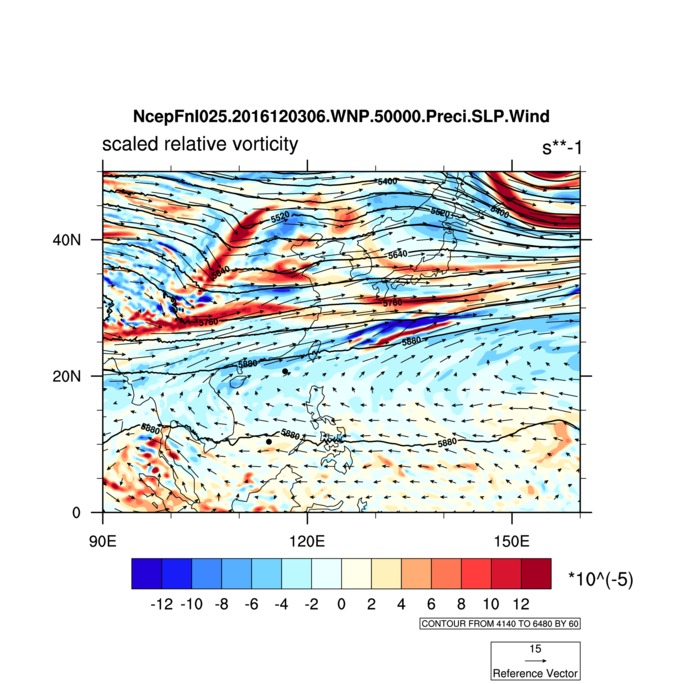 NcepFnl025.2016120306.WNP.50000.Preci.SLP.Wind
scaled relative vorticity s**-1
5400
5520
5520
5400
40N
5640
5640
5760
5760
5880
5880
20N
5880
5880
5880
0
90E 120E 150E
*10^(-5)
-12 -10 -8 -6 -4 -2 0 2 4 6 8 10 12
CONTOUR FROM 4140 TO 6480 BY 60
15
Reference Vector